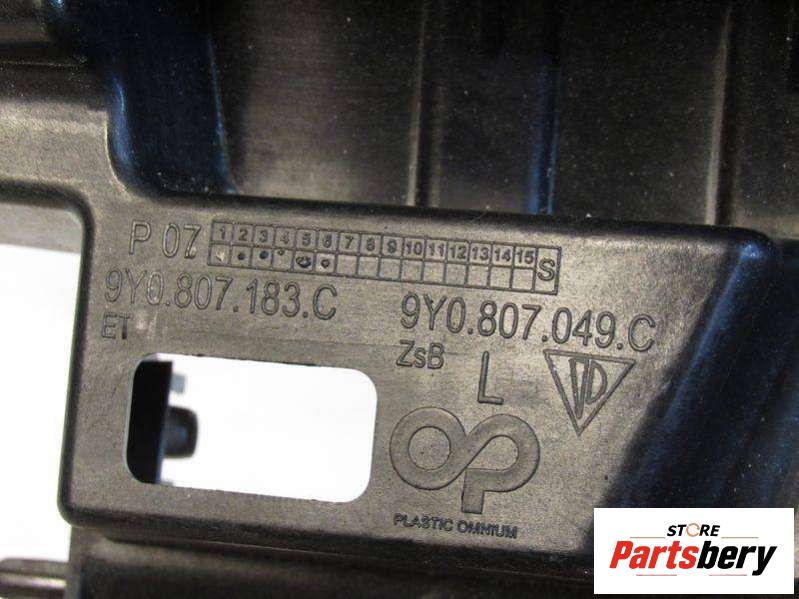 P 07 1 2 3 4 5 6 7 8 9 10 11 12 13 14 15 S
9Y0.807.183.C 9Y0.807.049.C
ET ZsB L
PLASTIC OMNIUM
STORE
Partsbery